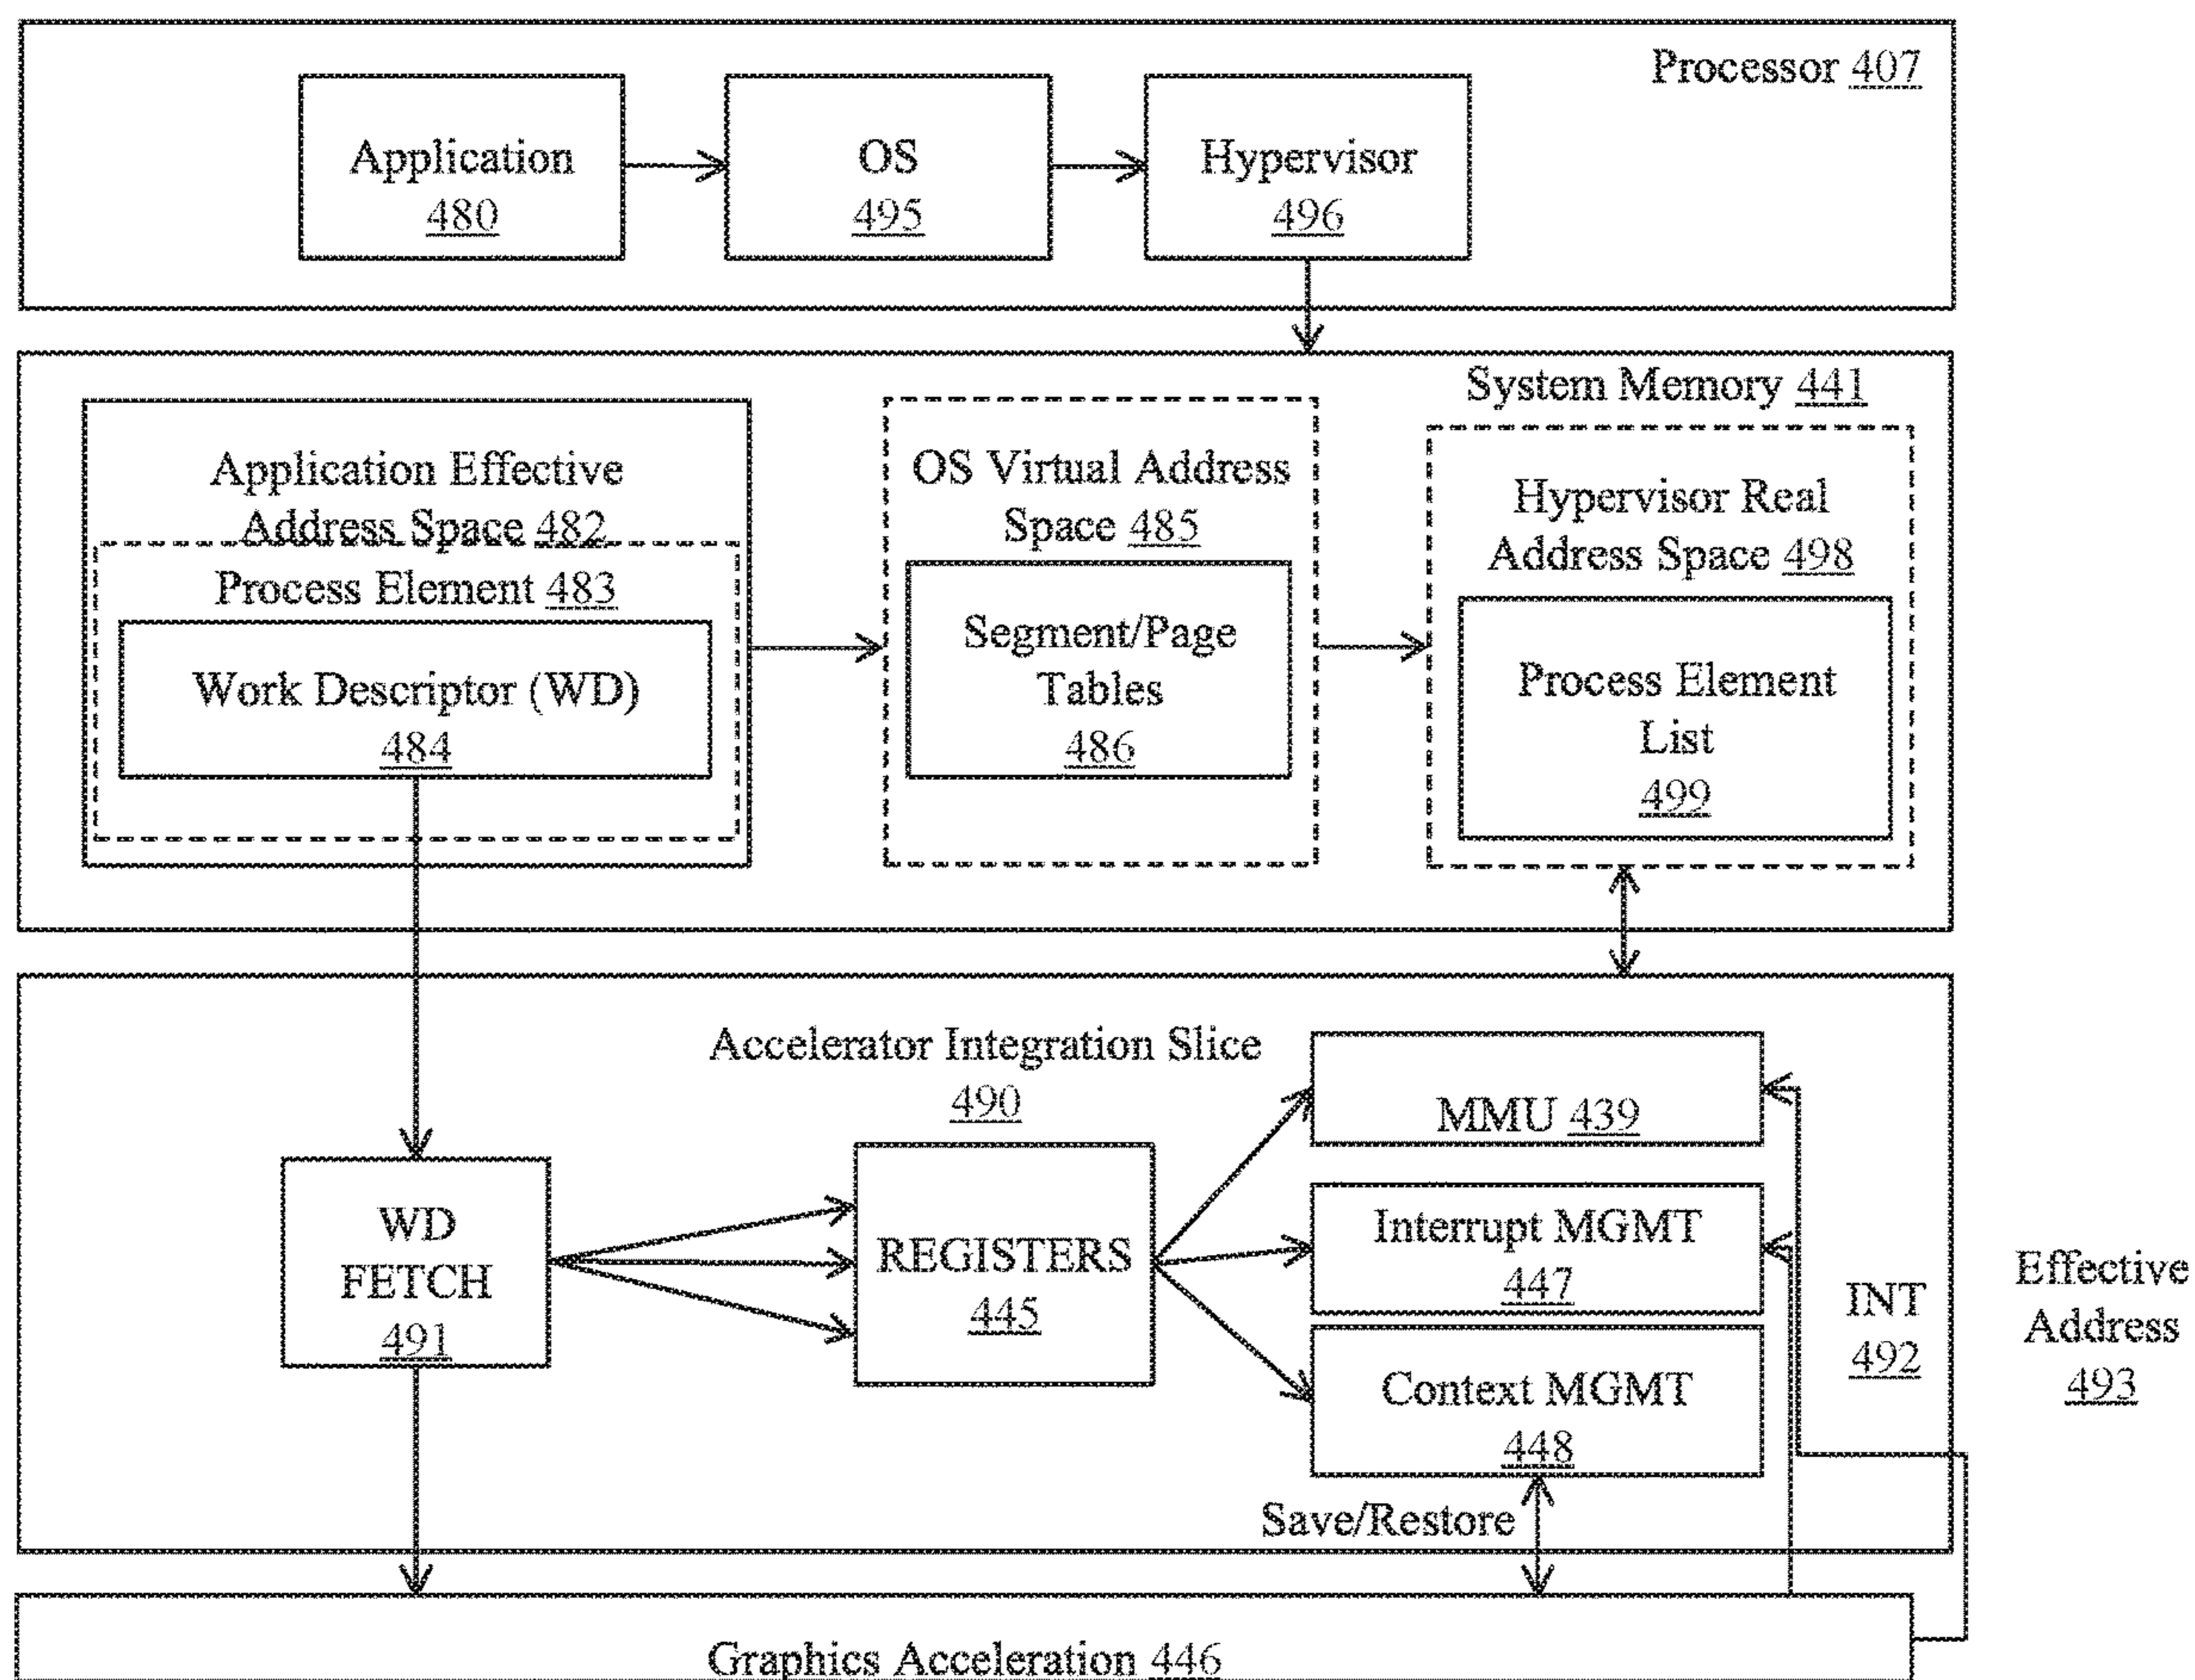 Processor 407
Application
480
OS
495
Hypervisor
496
System Memory 441
Application Effective
Address Space 482
Process Element 483
Work Descriptor (WD)
484
OS Virtual Address
Space 485
Segment/Page
Tables
486
Hypervisor Real
Address Space 498
Process Element
List
499
Accelerator Integration Slice
490
WD
FETCH
491
REGISTERS
445
MMU 439
Interrupt MGMT
447
Context MGMT
448
INT
492
Effective
Address
493
Save/Restore
Graphics Acceleration 446